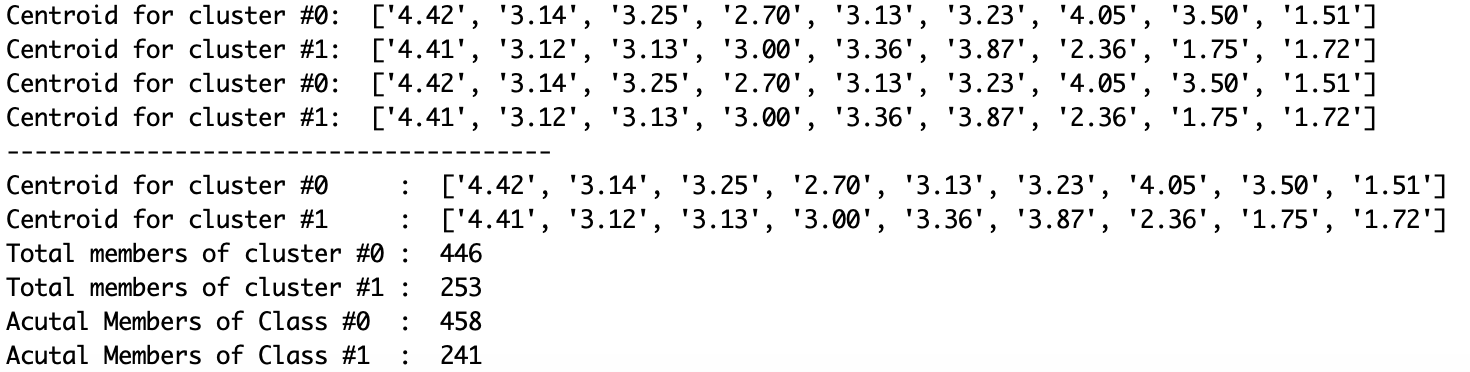 Centroid for cluster #0:  ['4.42', '3.14', '3.25', '2.70', '3.13', '3.23', '4.05', '3.50', '1.51']
Centroid for cluster #1:  ['4.41', '3.12', '3.13', '3.00', '3.36', '3.87', '2.36', '1.75', '1.72']
Centroid for cluster #0:  ['4.42', '3.14', '3.25', '2.70', '3.13', '3.23', '4.05', '3.50', '1.51']
Centroid for cluster #1:  ['4.41', '3.12', '3.13', '3.00', '3.36', '3.87', '2.36', '1.75', '1.72']
---------------------------------------
Centroid for cluster #0     :  ['4.42', '3.14', '3.25', '2.70', '3.13', '3.23', '4.05', '3.50', '1.51']
Centroid for cluster #1     :  ['4.41', '3.12', '3.13', '3.00', '3.36', '3.87', '2.36', '1.75', '1.72']
Total members of cluster #0 :  446
Total members of cluster #1 :  253
Acutal Members of Class #0  :  458
Acutal Members of Class #1  :  241